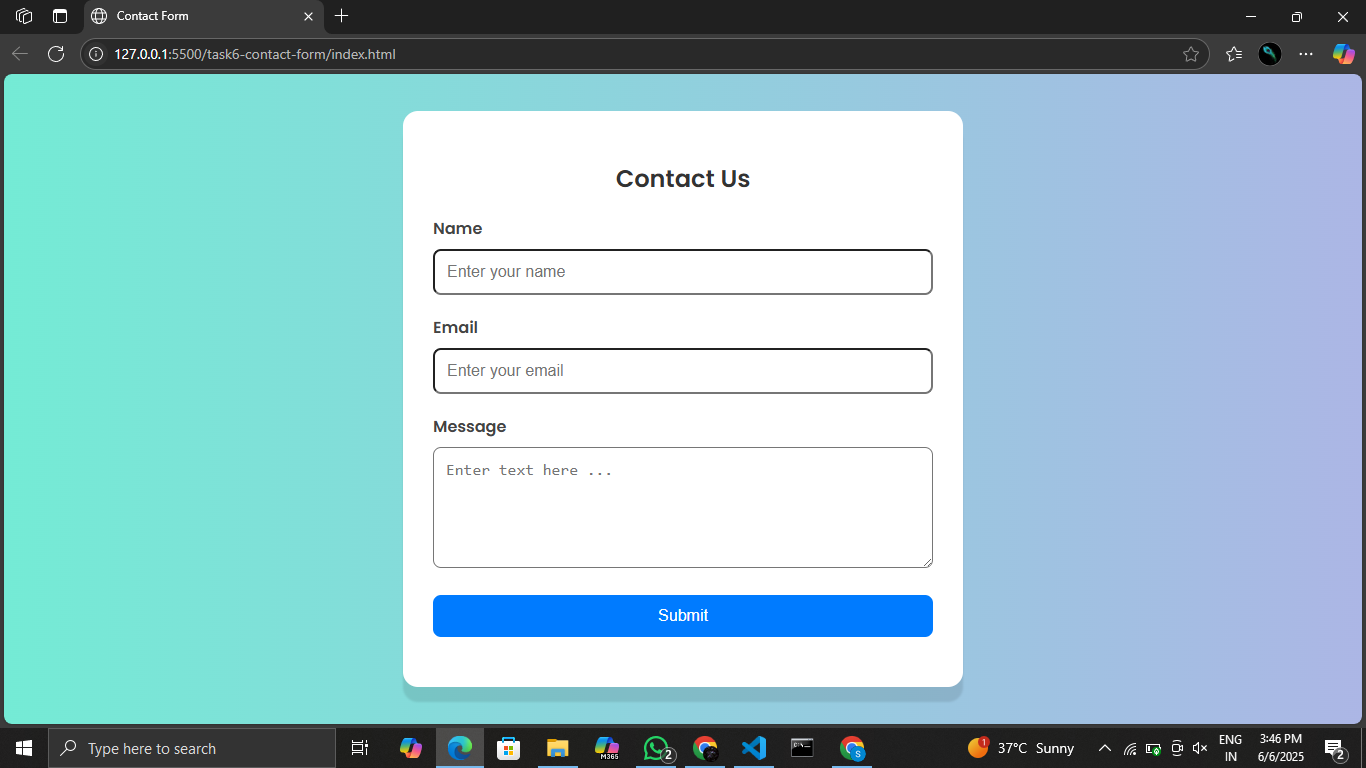 Contact Form
127.0.0.1:5500/task6-contact-form/index.html
Contact Us
Name
Enter your name
Email
Enter your email
Message
Enter text here ...
Submit
Type here to search
M365
2
S
1
37°C Sunny
ENG
IN
3:46 PM
6/6/2025
2